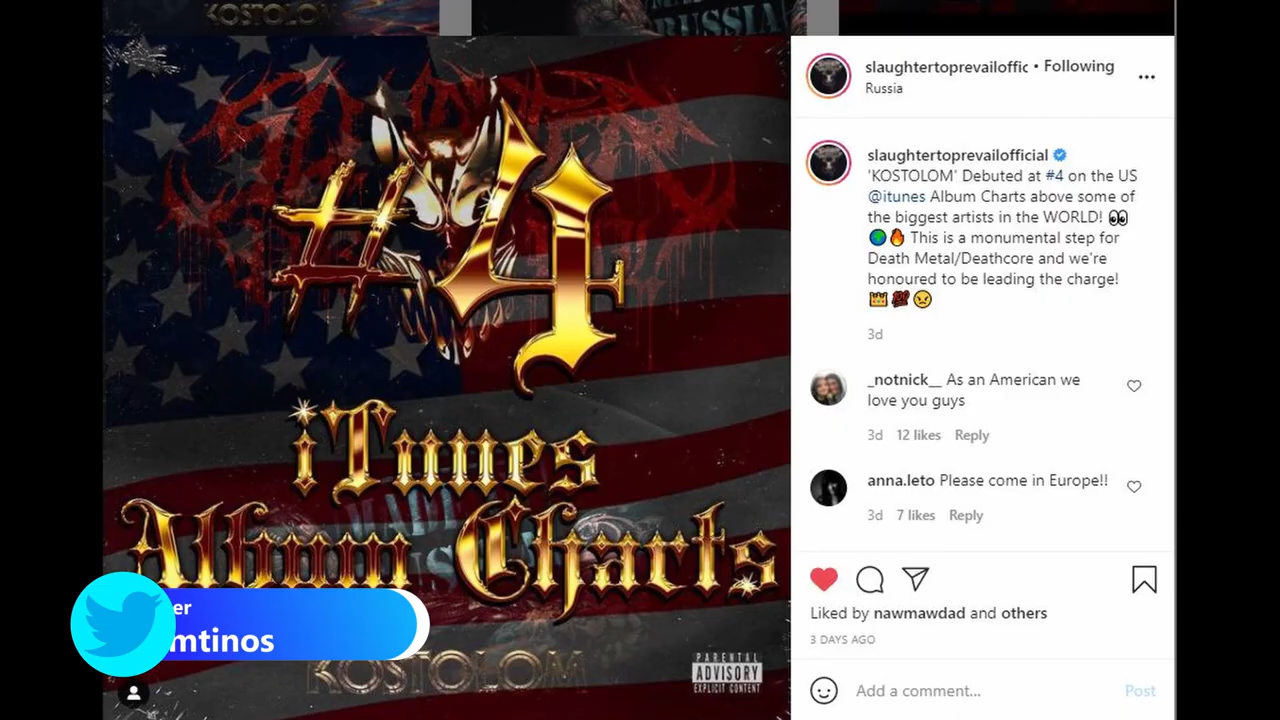 KOSTOLOM
RUSSIA
#4
iTunes
Album Charts
KOSTOLOM
PARENTAL
ADVISORY
EXPLICIT CONTENT
er
mtinos
slaughtertoprevailoffic • Following
Russia
slaughtertoprevailofficial
'KOSTOLOM' Debuted at #4 on the US
@itunes Album Charts above some of
the biggest artists in the WORLD! 👀
🌍🔥 This is a monumental step for
Death Metal/Deathcore and we're
honoured to be leading the charge!
👑💯😠
3d
_notnick__ As an American we
love you guys
3d 12 likes Reply
anna.leto Please come in Europe!!
3d 7 likes Reply
Liked by nawmawdad and others
3 DAYS AGO
Add a comment... Post